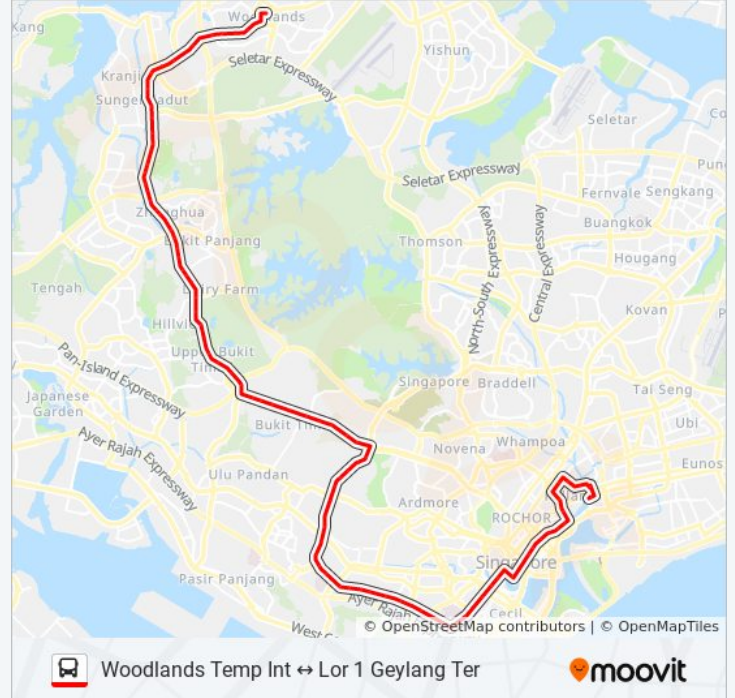 Kang
Woodlands
Yishun
Seletar Expressway
Kranji
Sungei Kadut
Seletar
Seletar Expressway
Fernvale
Sengkang
Zhenghua
Buangkok
Bukit Panjang
Thomson
North-South Expressway
Central Expressway
Hougang
Tengah
Dairy Farm
Kovan
Hillview
Upper Bukit
Pan-Island Expressway
Singapore
Braddell
Tai Seng
Japanese
Garden
Bukit Timah
Ubi
Whampoa
Novena
Ayer Rajah Expressway
Eunos
Ulu Pandan
Ardmore
ROCHOR
Singapore
Pasir Panjang
Ayer Rajah
Cecil
West C
© OpenStreetMap contributors | © OpenMapTiles
Woodlands Temp Int ↔ Lor 1 Geylang Ter
moovit